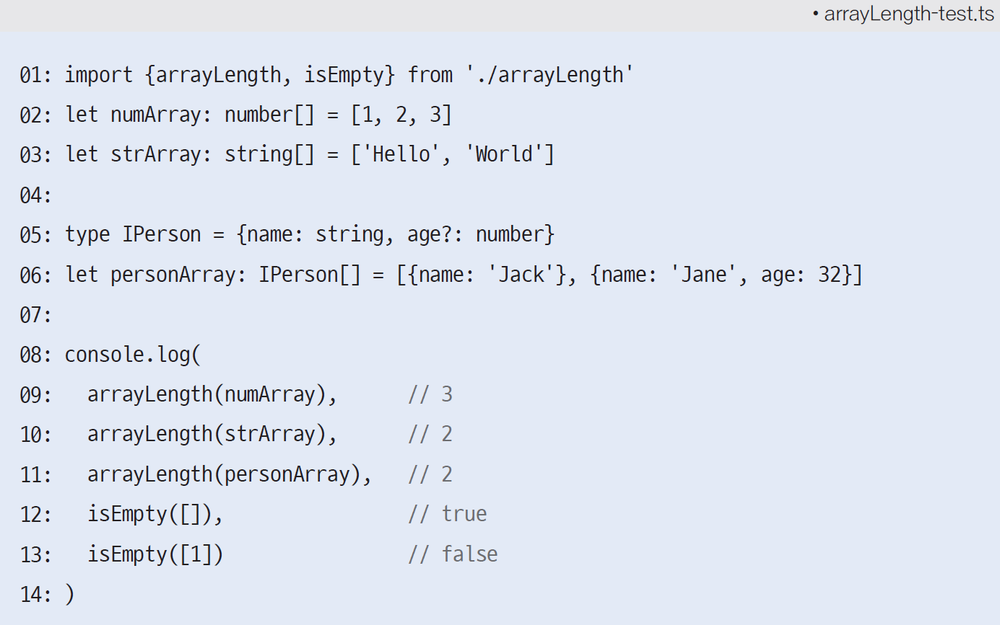 • arrayLength-test.ts
01: import {arrayLength, isEmpty} from './arrayLength'
02: let numArray: number[] = [1, 2, 3]
03: let strArray: string[] = ['Hello', 'World']
04:
05: type IPerson = {name: string, age?: number}
06: let personArray: IPerson[] = [{name: 'Jack'}, {name: 'Jane', age: 32}]
07:
08: console.log(
09:   arrayLength(numArray),      // 3
10:   arrayLength(strArray),      // 2
11:   arrayLength(personArray),   // 2
12:   isEmpty([]),                // true
13:   isEmpty([1])                // false
14: )